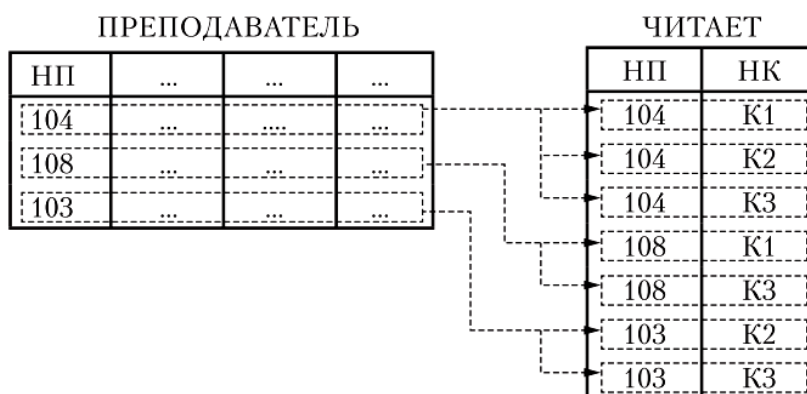 ПРЕПОДАВАТЕЛЬ
НП ... ... ...
104 ... .... ...
108 ... ... ...
103 ... ... ...
ЧИТАЕТ
НП НК
104 К1
104 К2
104 К3
108 К1
108 К3
103 К2
103 К3